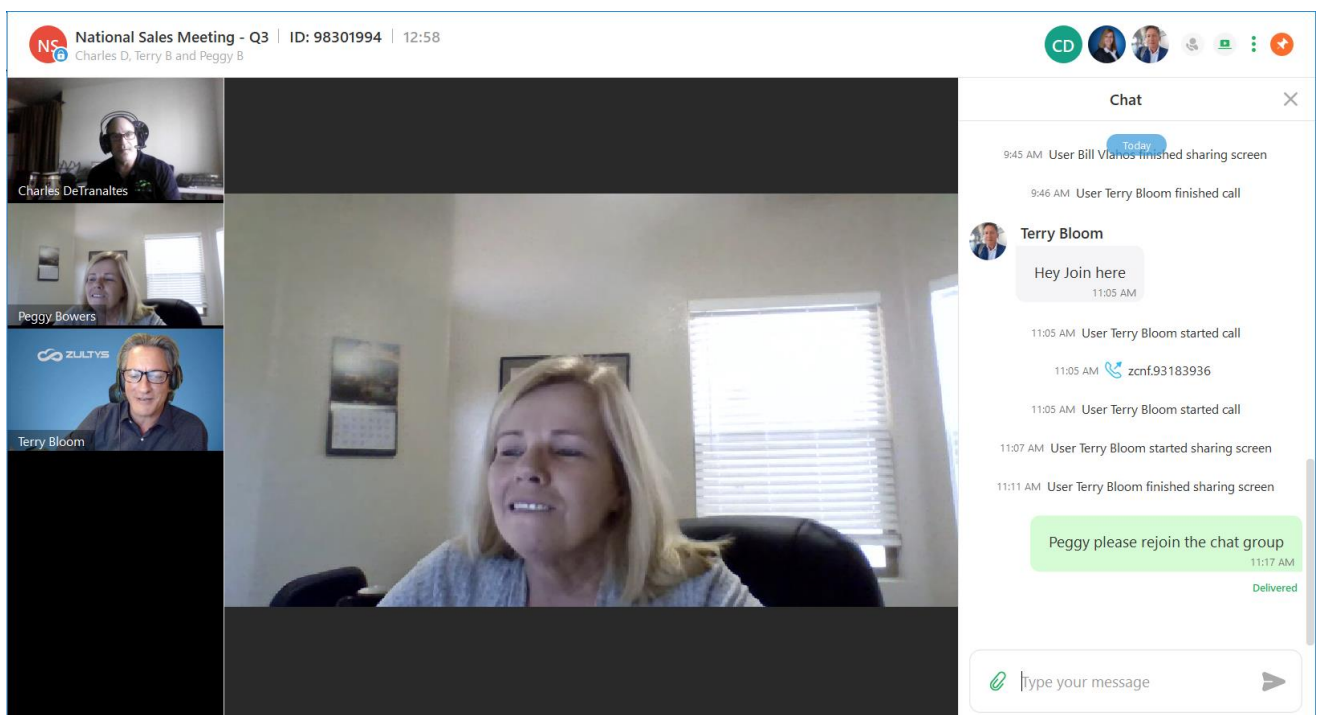 NS
National Sales Meeting - Q3 | ID: 98301994 | 12:58
Charles D, Terry B and Peggy B
CD
Charles DeTranaltes
Peggy Bowers
ZULTYS
Terry Bloom
Chat
Today
9:45 AM User Bill Vlahos finished sharing screen
9:46 AM User Terry Bloom finished call
Terry Bloom
Hey Join here
11:05 AM
11:05 AM User Terry Bloom started call
11:05 AM zcnf.93183936
11:05 AM User Terry Bloom started call
11:07 AM User Terry Bloom started sharing screen
11:11 AM User Terry Bloom finished sharing screen
Peggy please rejoin the chat group
11:17 AM
Delivered
Type your message